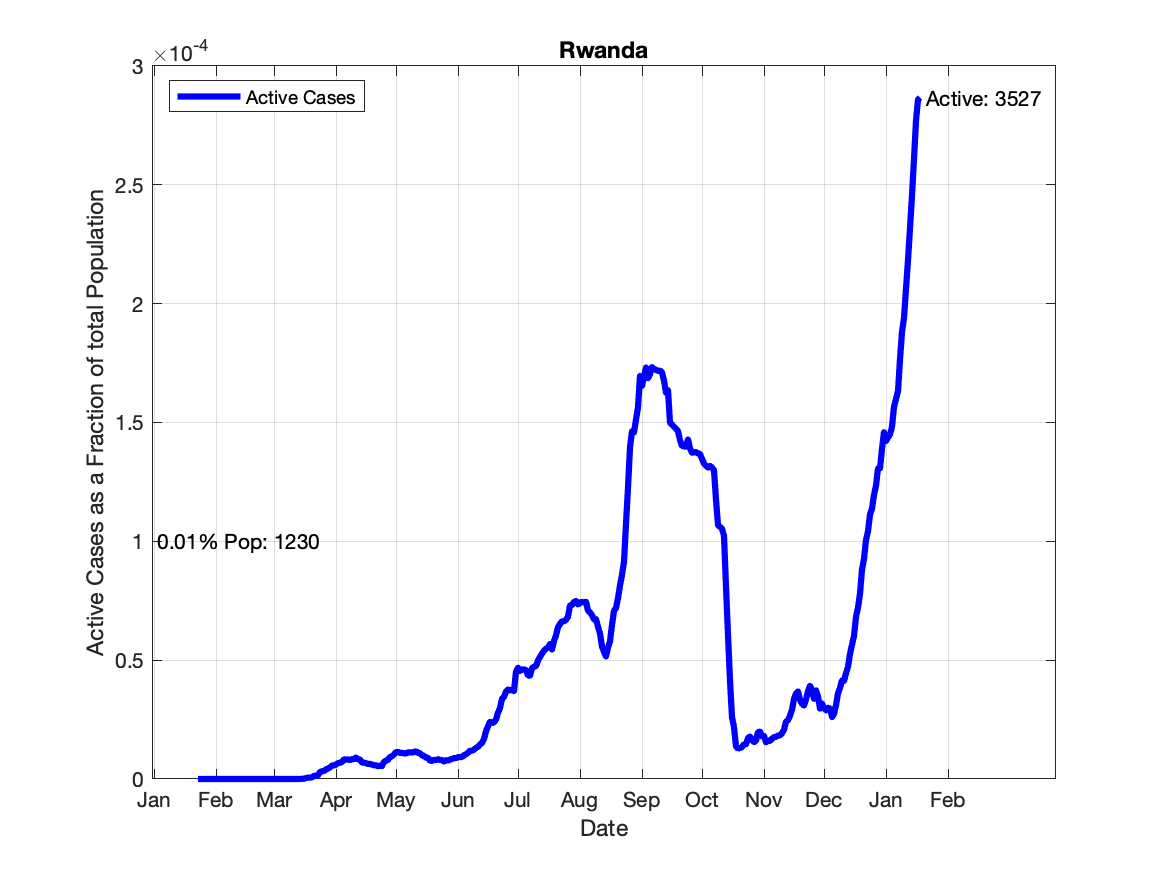 Rwanda
×10-4
3
2.5
2
1.5
1
0.5
0
Active Cases as a Fraction of total Population
Active Cases
Active: 3527
0.01% Pop: 1230
Jan Feb Mar Apr May Jun Jul Aug Sep Oct Nov Dec Jan Feb
Date